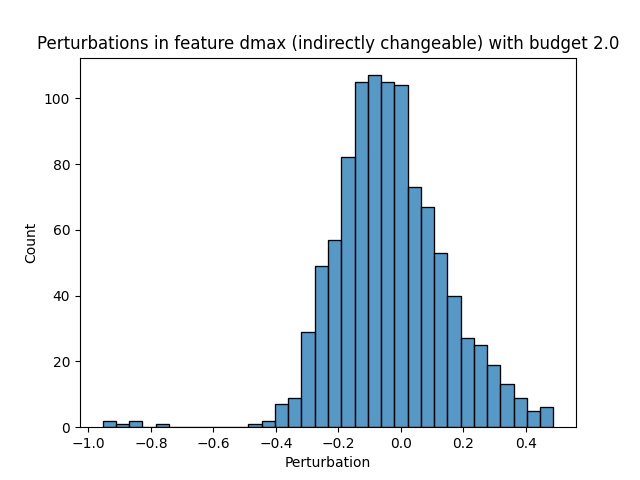 Perturbations in feature dmax (indirectly changeable) with budget 2.0
100
80
60
40
20
0
Count
−1.0 −0.8 −0.6 −0.4 −0.2 0.0 0.2 0.4
Perturbation